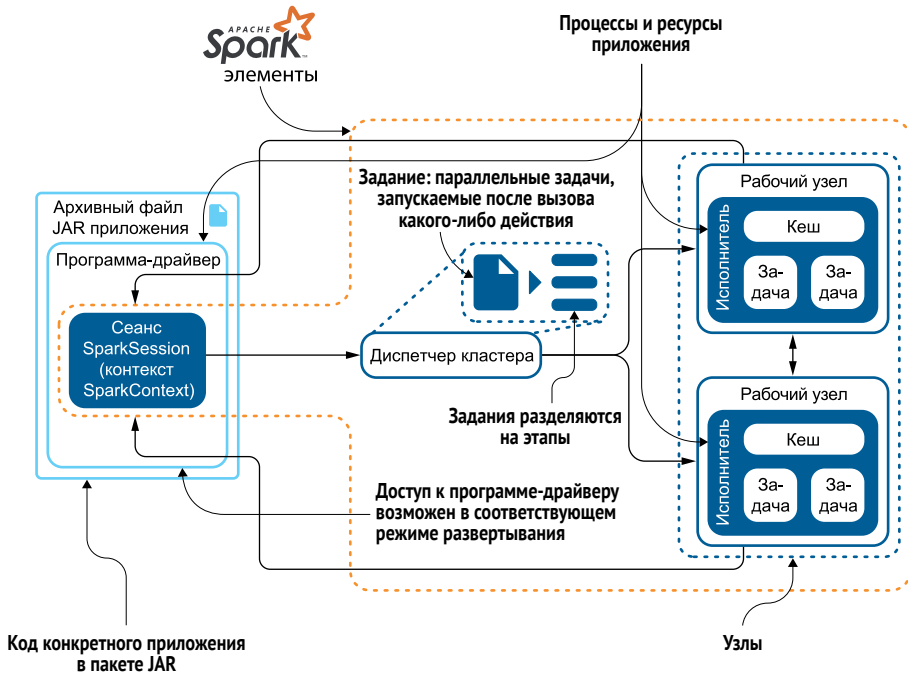 APACHE
Spark
элементы
Процессы и ресурсы
приложения
Задание: параллельные задачи,
запускаемые после вызова
какого-либо действия
Архивный файл
JAR приложения
Программа-драйвер
Сеанс
SparkSession
(контекст
SparkContext)
Диспетчер кластера
Задания разделяются
на этапы
Доступ к программе-драйверу
возможен в соответствующем
режиме развертывания
Рабочий узел
Исполнитель
Кеш
За-
дача
За-
дача
Рабочий узел
Исполнитель
Кеш
За-
дача
За-
дача
Код конкретного приложения
в пакете JAR
Узлы